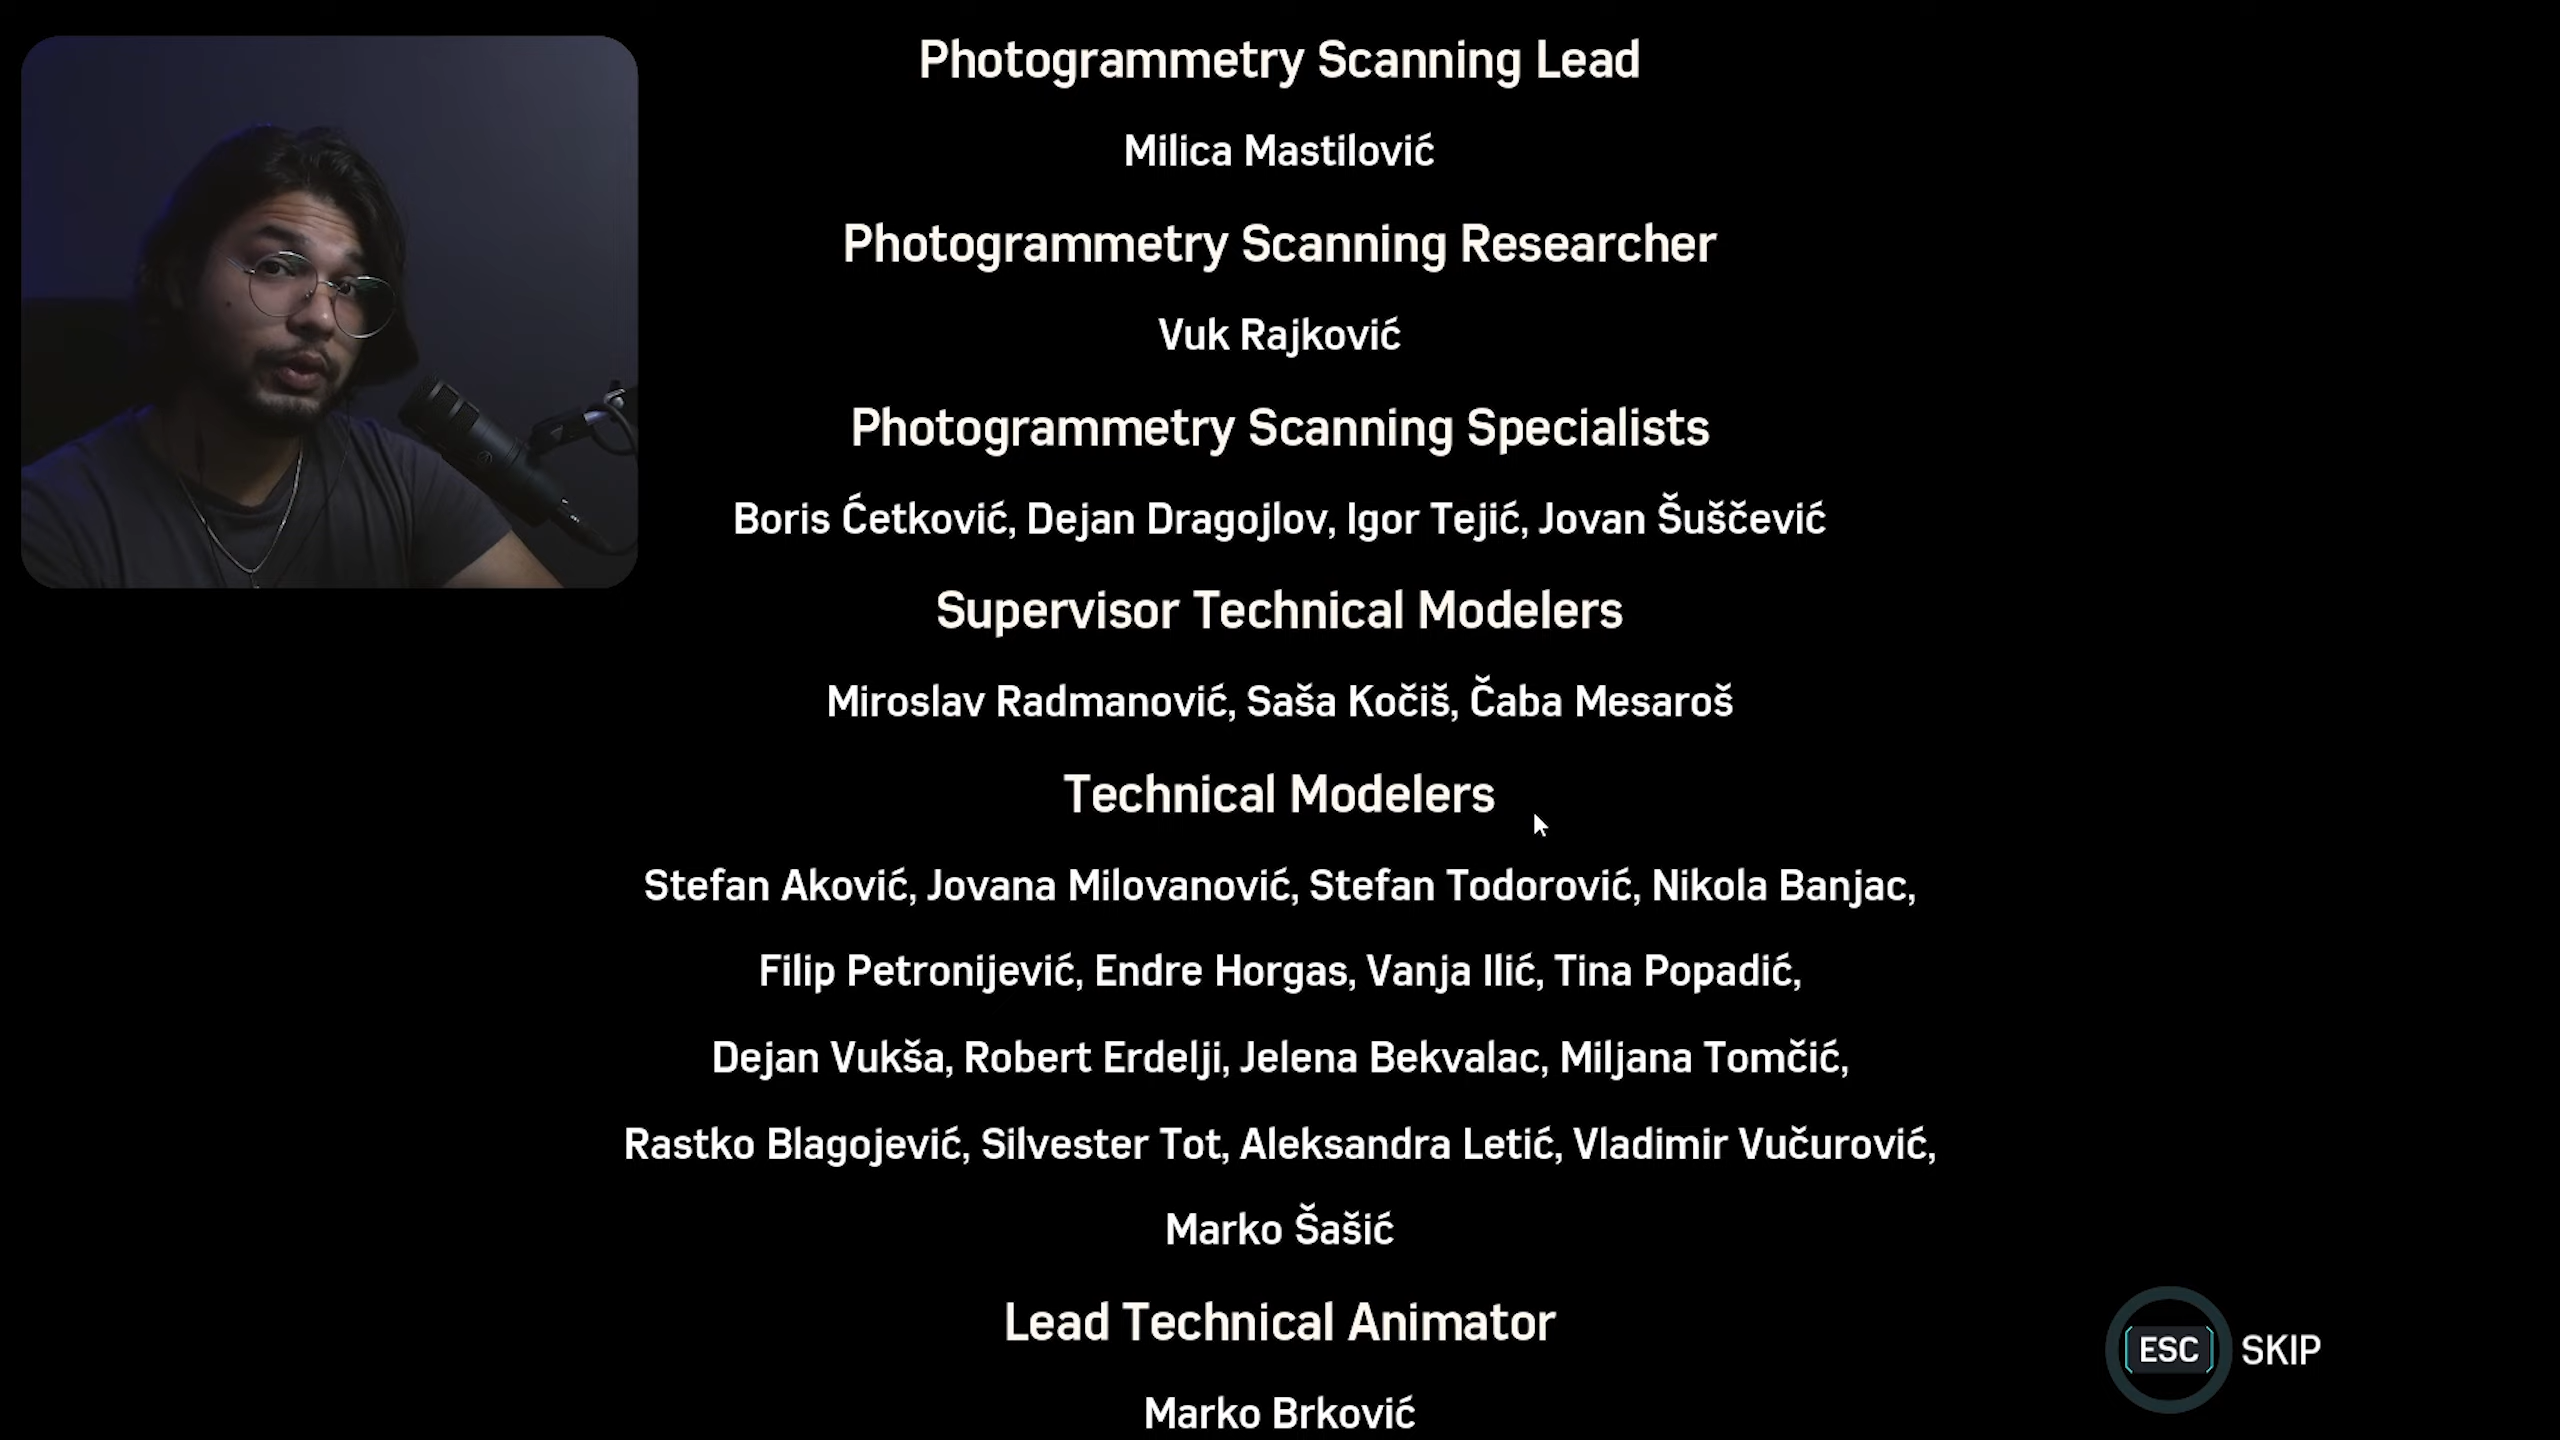 Photogrammetry Scanning Lead
Milica Mastilović
Photogrammetry Scanning Researcher
Vuk Rajković
Photogrammetry Scanning Specialists
Boris Ćetković, Dejan Dragojlov, Igor Tejić, Jovan Šuščević
Supervisor Technical Modelers
Miroslav Radmanović, Saša Kočiš, Čaba Mesaroš
Technical Modelers
Stefan Aković, Jovana Milovanović, Stefan Todorović, Nikola Banjac,
Filip Petronijević, Endre Horgas, Vanja Ilić, Tina Popadić,
Dejan Vukša, Robert Erdelji, Jelena Bekvalac, Miljana Tomčić,
Rastko Blagojević, Silvester Tot, Aleksandra Letić, Vladimir Vučurović,
Marko Šašić
Lead Technical Animator
Marko Brković
ESC SKIP